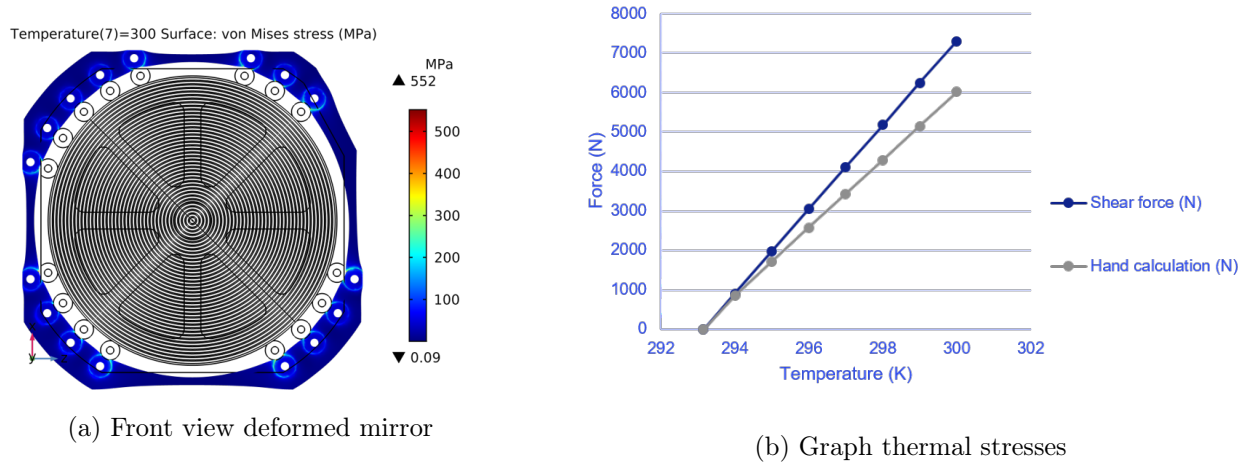 Temperature(7)=300 Surface: von Mises stress (MPa)
MPa
▲ 552
500
400
300
200
100
▼ 0.09
y
(a) Front view deformed mirror
8000
7000
6000
5000
4000
3000
2000
1000
0
Force (N)
292 294 296 298 300 302
Temperature (K)
Shear force (N)
Hand calculation (N)
(b) Graph thermal stresses